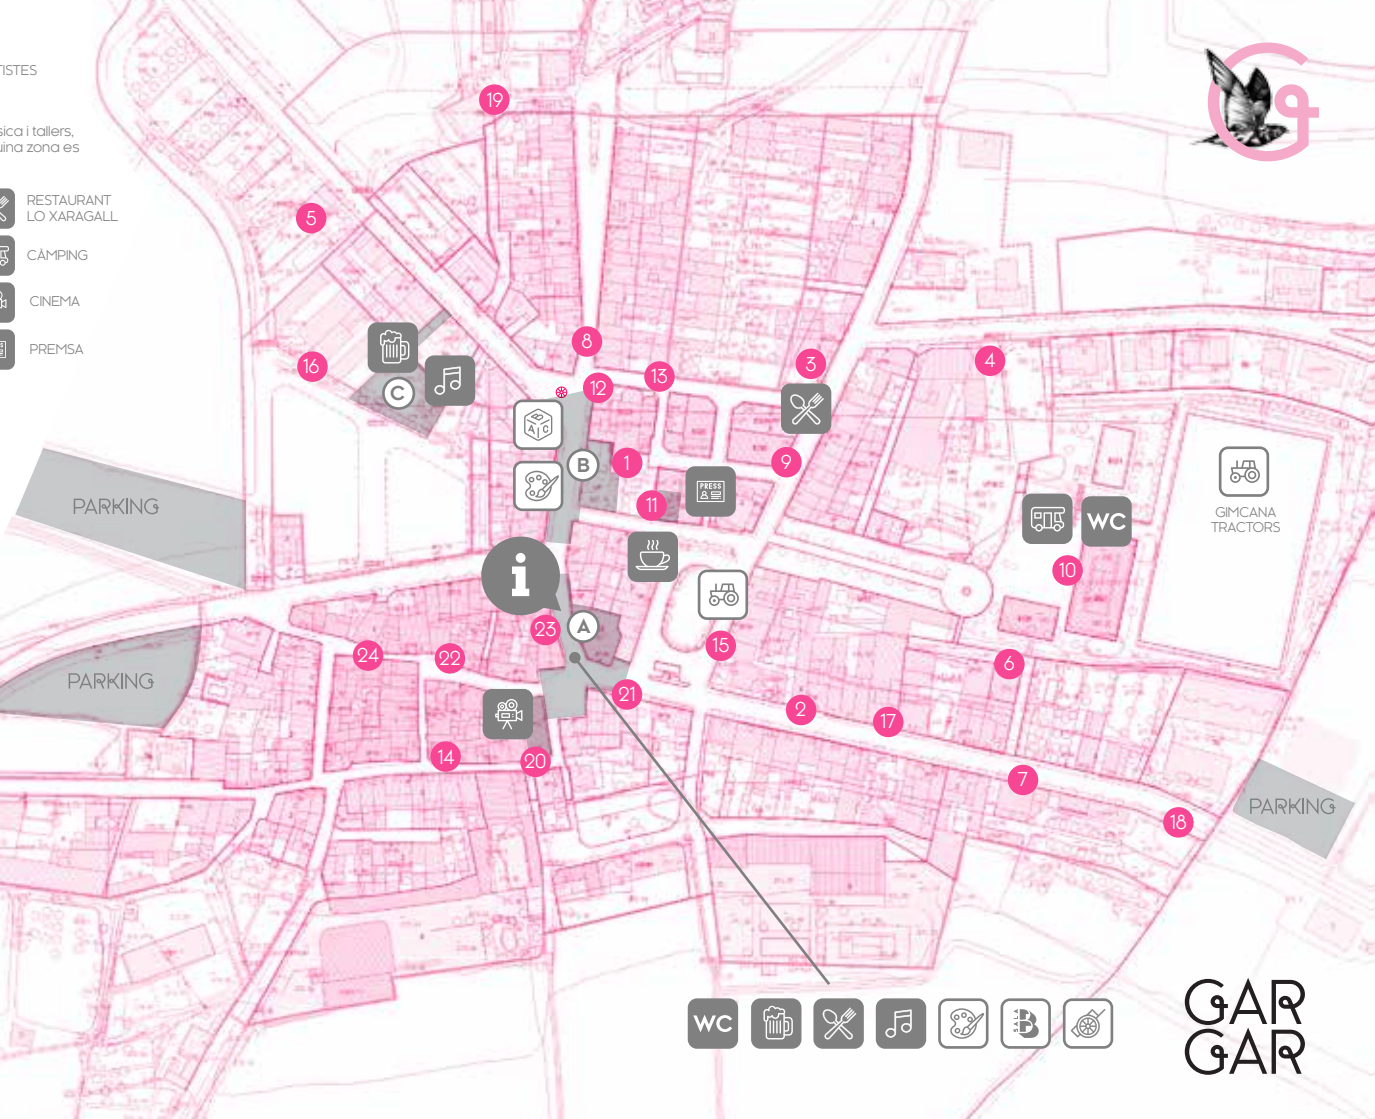 TISTES
sica i tallers,
uina zona es
RESTAURANT
LO XARAGALL
CÀMPING
CINEMA
PREMSA
19
5
16
C
8
12
13
3
4
B
1
11
PRESS
9
WC
10
GIMCANA
TRACTORS
PARKING
PARKING
i
23
A
24
22
21
15
6
2
17
14
20
7
18
PARKING
WC
SALA B
GAR
GAR